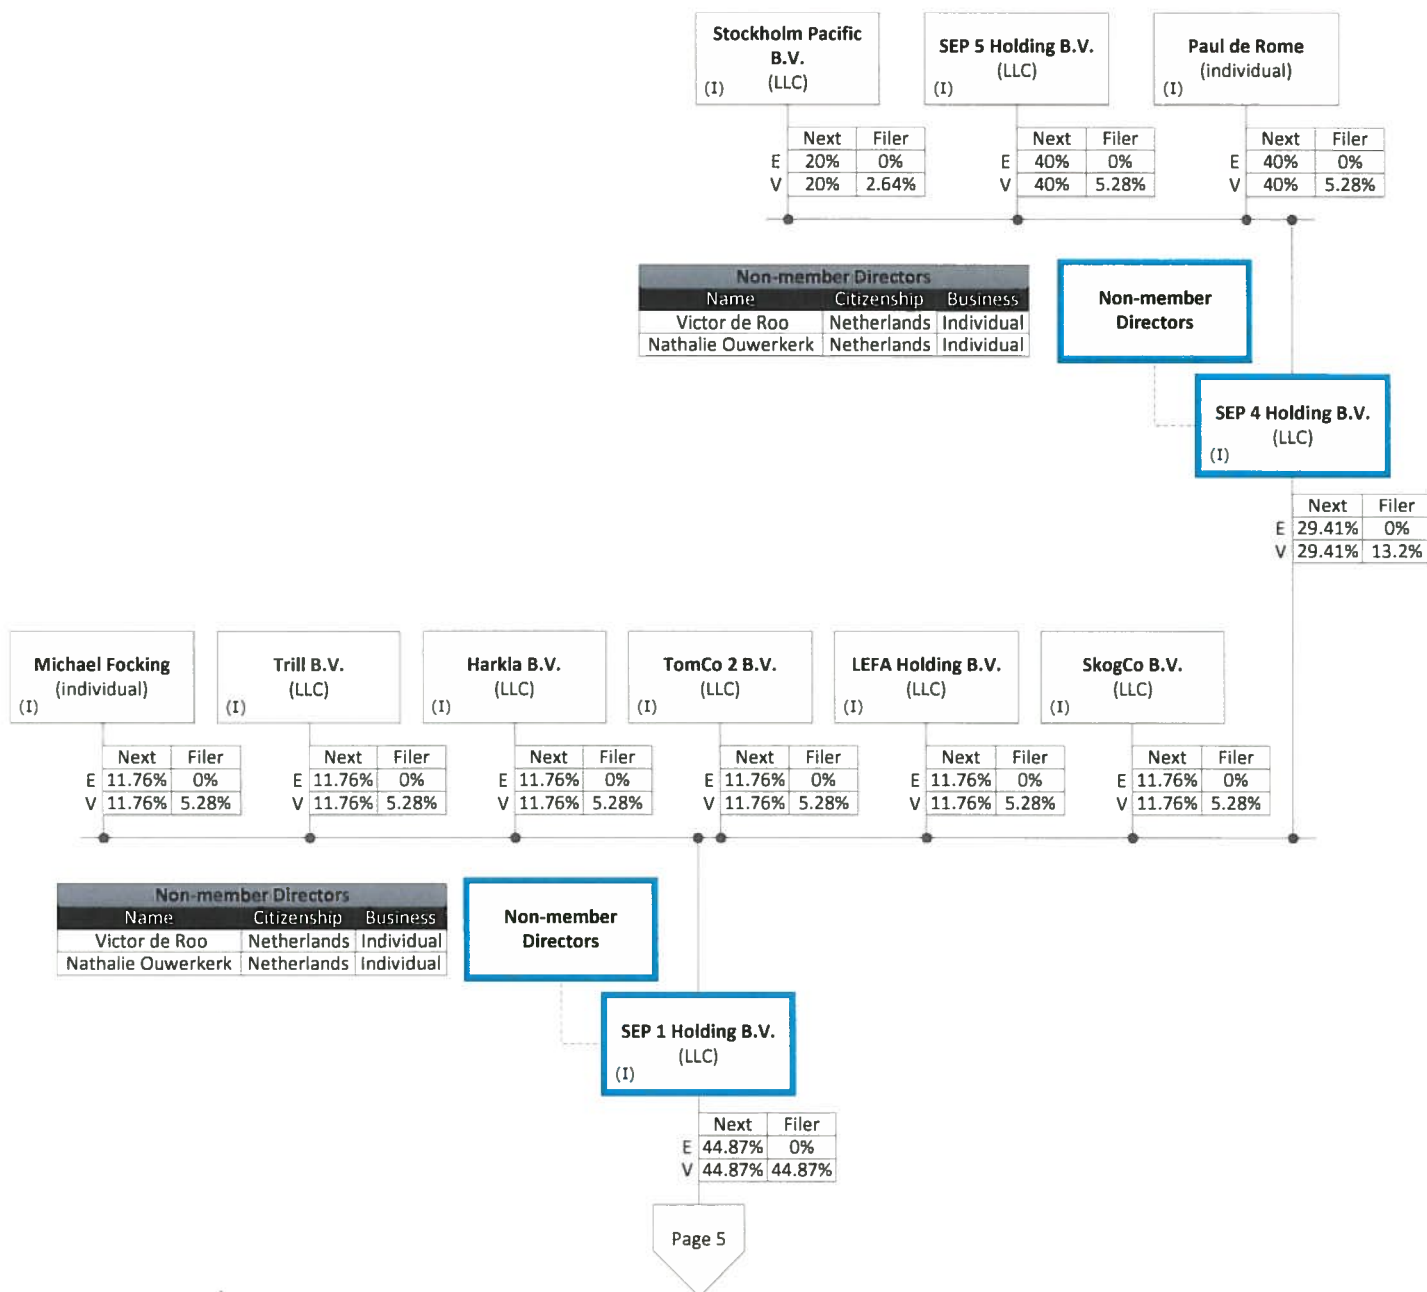 Stockholm Pacific
B.V.
(LLC)
(I)
SEP 5 Holding B.V.
(LLC)
(I)
Paul de Rome
(individual)
(I)
Next Filer
E 20% 0%
V 20% 2.64%
Next Filer
E 40% 0%
V 40% 5.28%
Next Filer
E 40% 0%
V 40% 5.28%
Non-member Directors
Name Citizenship Business
Victor de Roo Netherlands Individual
Nathalie Ouwerkerk Netherlands Individual
Non-member
Directors
SEP 4 Holding B.V.
(LLC)
(I)
Next Filer
E 29.41% 0%
V 29.41% 13.2%
Michael Focking
(individual)
(I)
Trill B.V.
(LLC)
(I)
Harkla B.V.
(LLC)
(I)
TomCo 2 B.V.
(LLC)
(I)
LEFA Holding B.V.
(LLC)
(I)
SkogCo B.V.
(LLC)
(I)
Next Filer
E 11.76% 0%
V 11.76% 5.28%
Next Filer
E 11.76% 0%
V 11.76% 5.28%
Next Filer
E 11.76% 0%
V 11.76% 5.28%
Next Filer
E 11.76% 0%
V 11.76% 5.28%
Next Filer
E 11.76% 0%
V 11.76% 5.28%
Next Filer
E 11.76% 0%
V 11.76% 5.28%
Non-member Directors
Name Citizenship Business
Victor de Roo Netherlands Individual
Nathalie Ouwerkerk Netherlands Individual
Non-member
Directors
SEP 1 Holding B.V.
(LLC)
(I)
Next Filer
E 44.87% 0%
V 44.87% 44.87%
Page 5